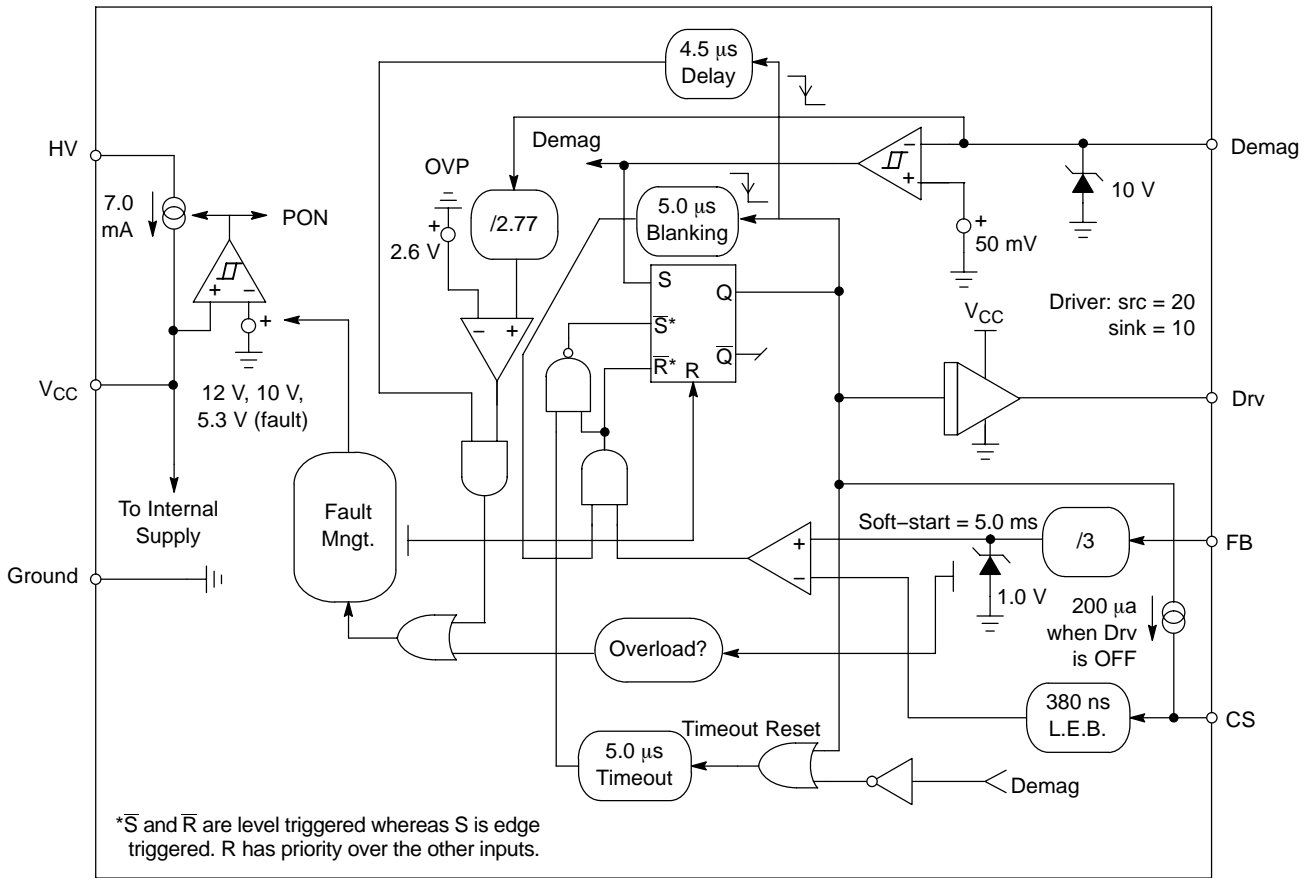 4.5 μs
Delay
HV
Demag
Demag
OVP
10 V
7.0
mA
PON
/2.77
5.0 μs
Blanking
+
50 mV
+
2.6 V
S
Q
S*
R*
Q
R
VCC
Driver: src = 20
sink = 10
+
VCC
12 V, 10 V,
5.3 V (fault)
Drv
To Internal
Supply
Fault
Mngt.
Soft−start = 5.0 ms
/3
FB
Ground
1.0 V
200 μa
when Drv
is OFF
Overload?
380 ns
L.E.B.
CS
Timeout Reset
5.0 μs
Timeout
Demag
*S and R are level triggered whereas S is edge
triggered. R has priority over the other inputs.